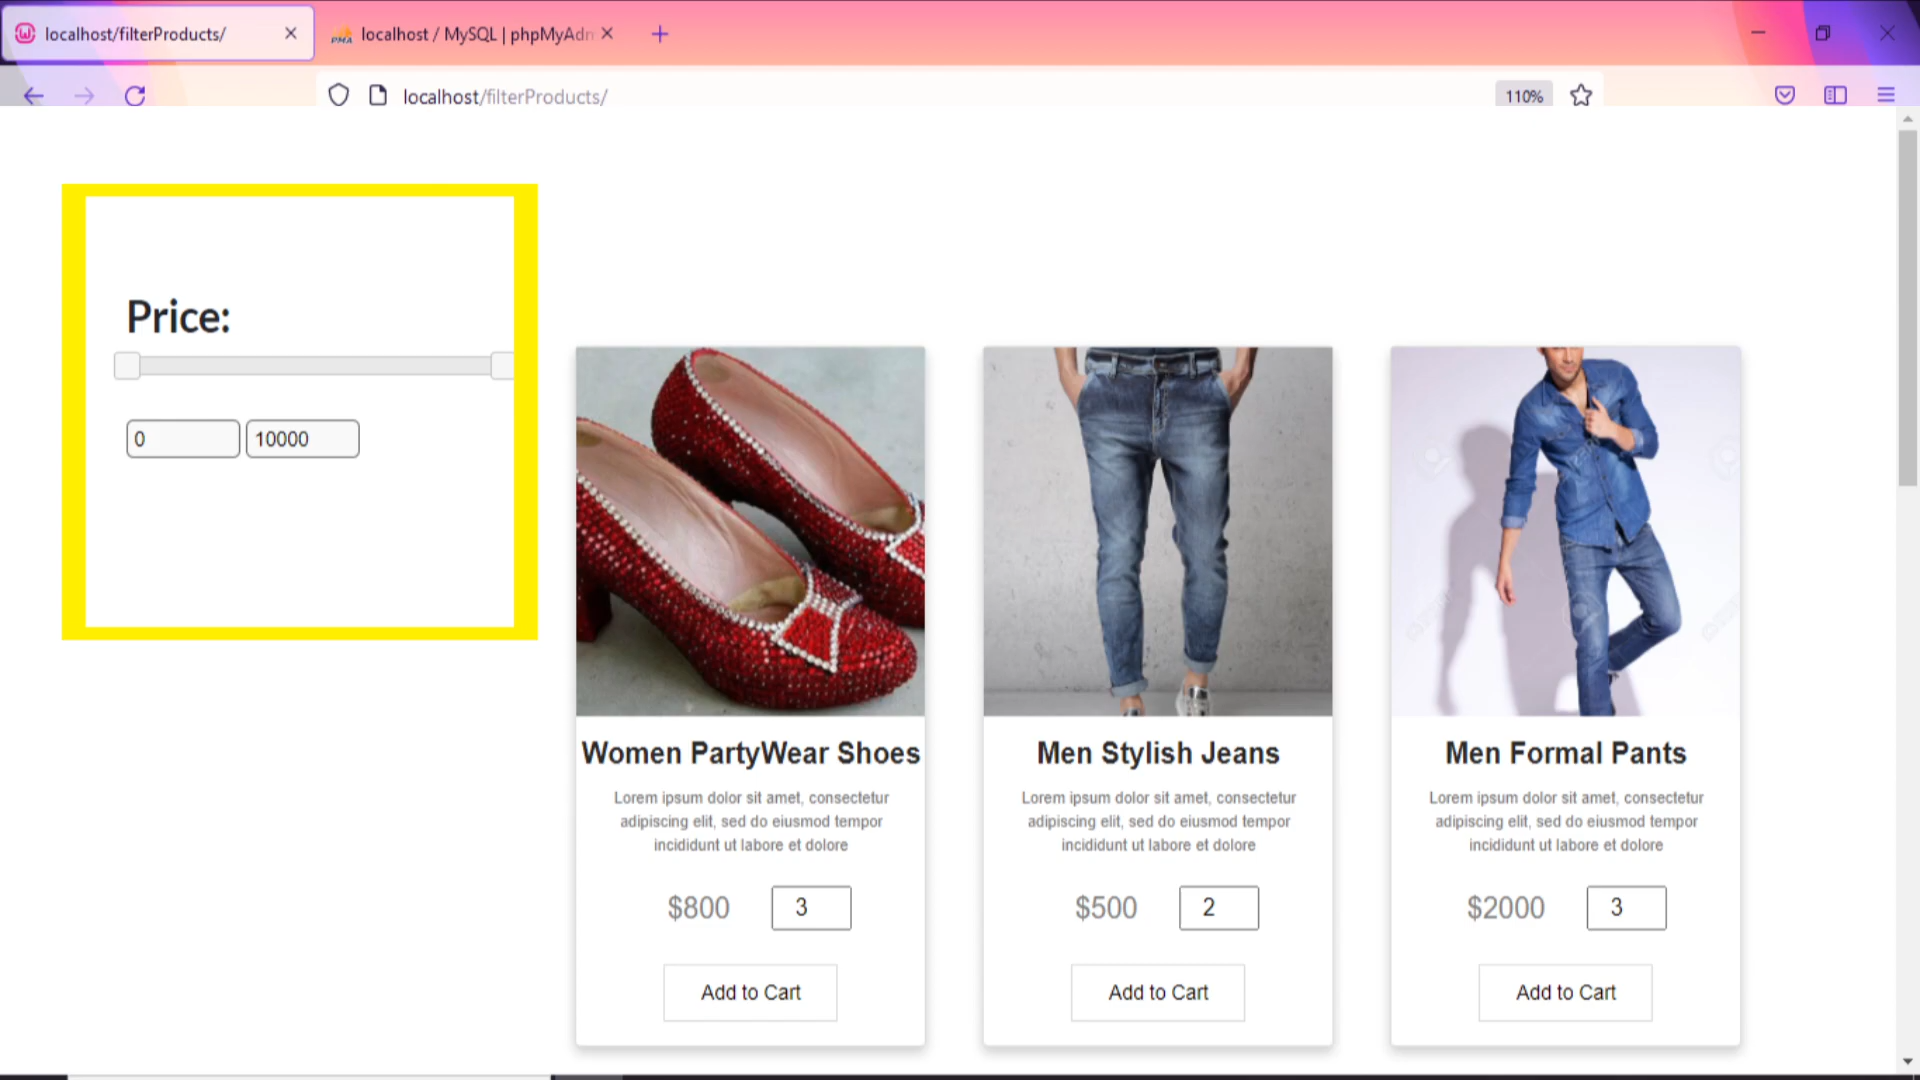 localhost/filterProducts/
PMA localhost / MySQL | phpMyAdm
localhost/filterProducts/
110%
Price:
0 10000
Women PartyWear Shoes
Lorem ipsum dolor sit amet, consectetur
adipiscing elit, sed do eiusmod tempor
incididunt ut labore et dolore
$800 3
Add to Cart
Men Stylish Jeans
Lorem ipsum dolor sit amet, consectetur
adipiscing elit, sed do eiusmod tempor
incididunt ut labore et dolore
$500 2
Add to Cart
Men Formal Pants
Lorem ipsum dolor sit amet, consectetur
adipiscing elit, sed do eiusmod tempor
incididunt ut labore et dolore
$2000 3
Add to Cart